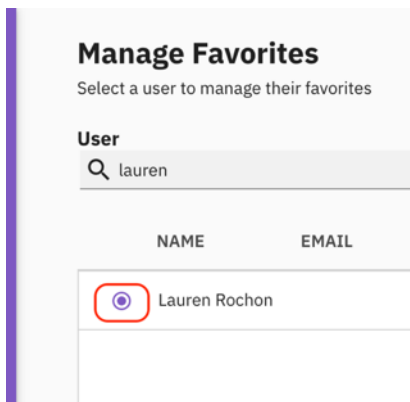 Manage Favorites
Select a user to manage their favorites
User
lauren
NAME EMAIL
Lauren Rochon